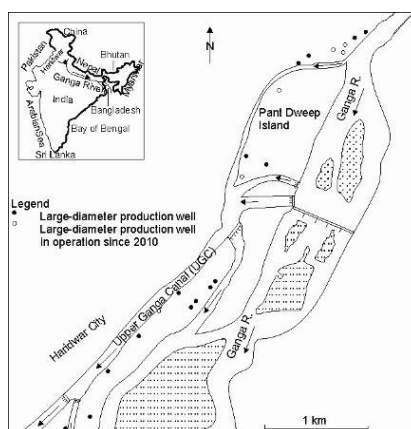 China
Pakistan
Bhutan
Nepal
Haridwar
Ganga River
Myanmar
India
Bangladesh
Arabian Sea
Bay of Bengal
Sri Lanka
N
Pant Dweep
Island
Ganga R.
Legend
Large-diameter production well
Large-diameter production well
in operation since 2010
Upper Ganga Canal (UGC)
Haridwar City
Ganga R.
1 km